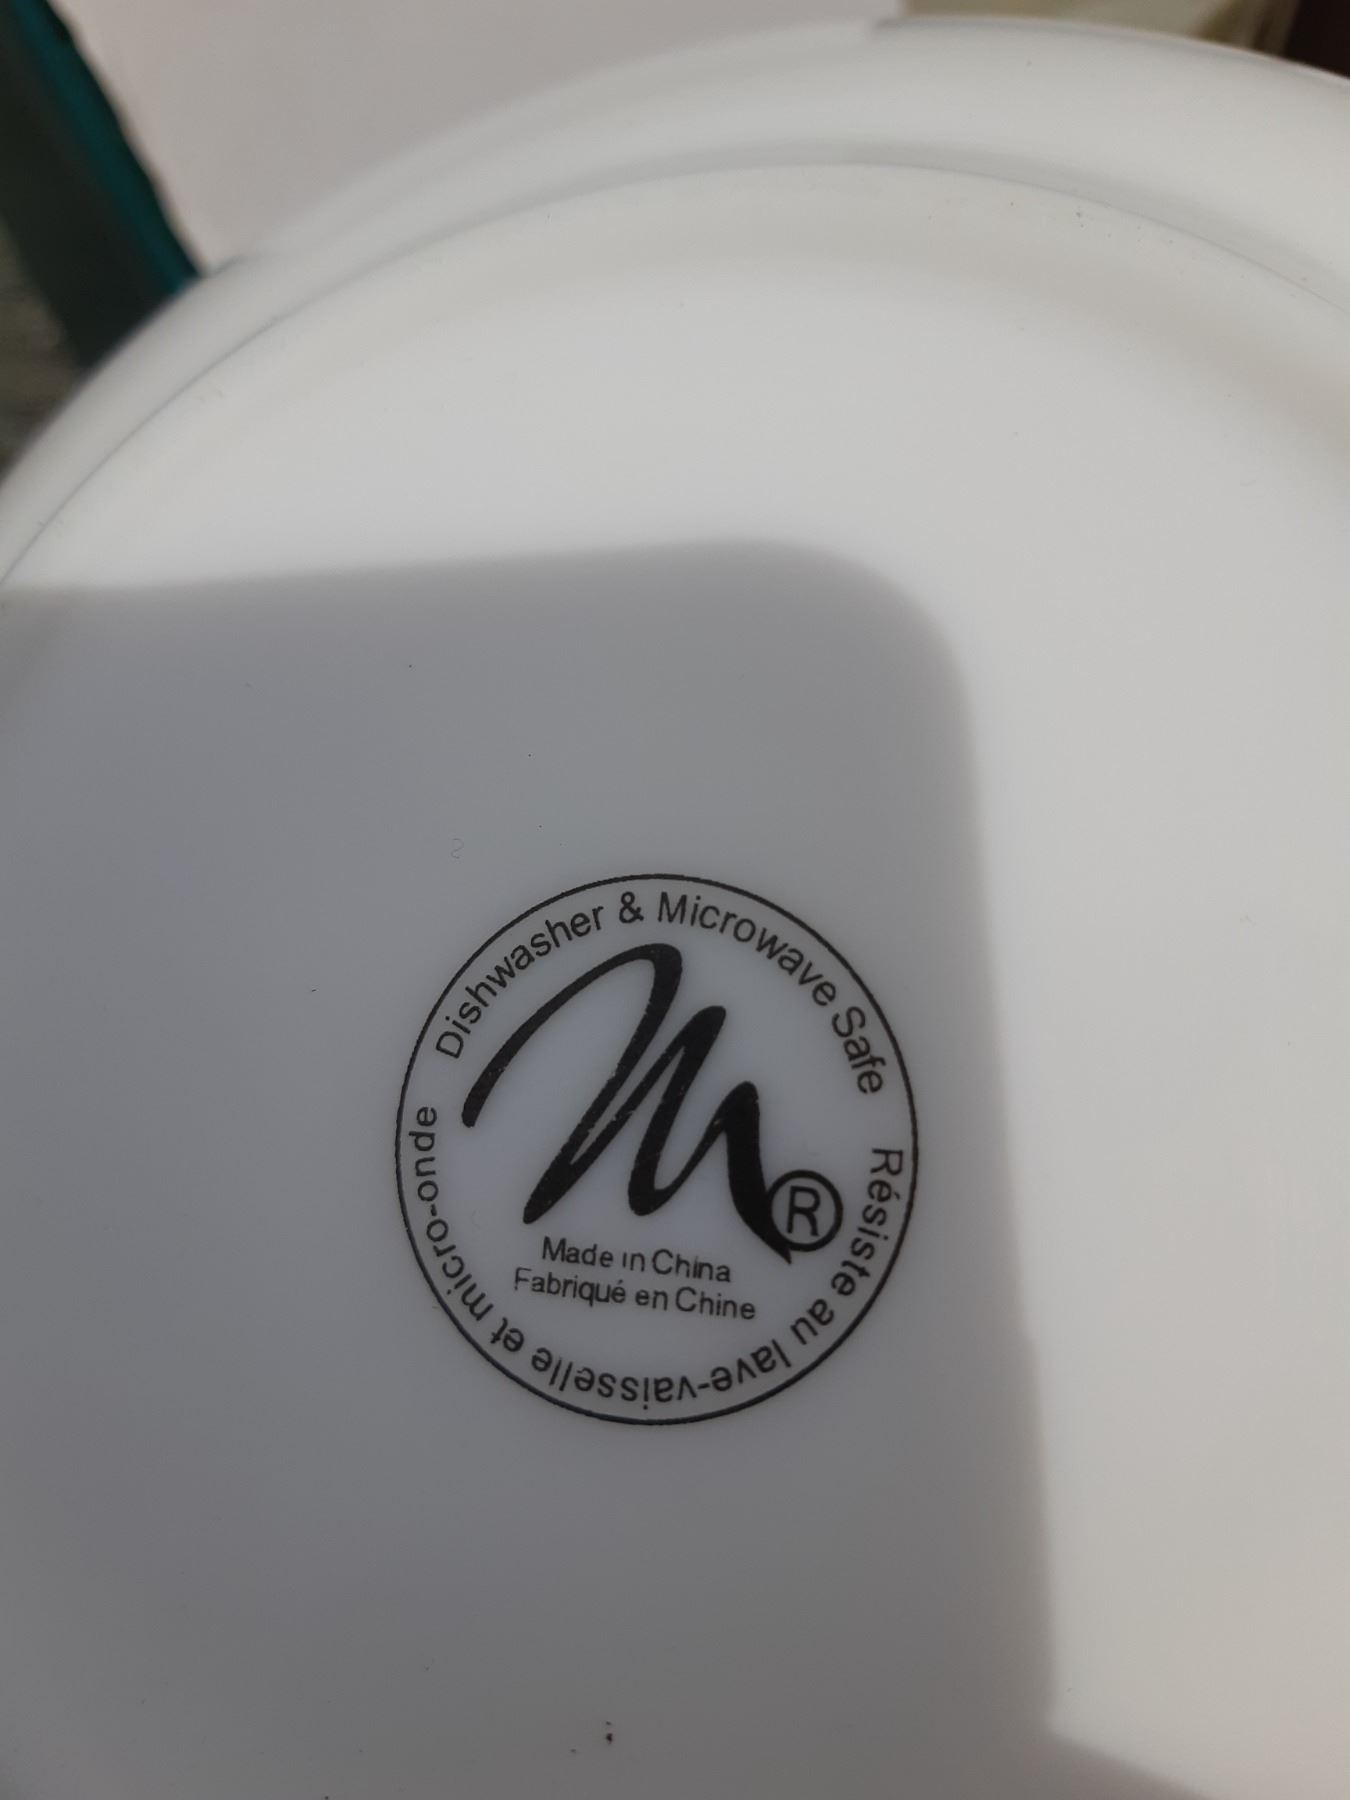 Dishwasher & Microwave Safe
M®
Made in China
Fabriqué en Chine
Résiste au lave-vaisselle et micro-onde